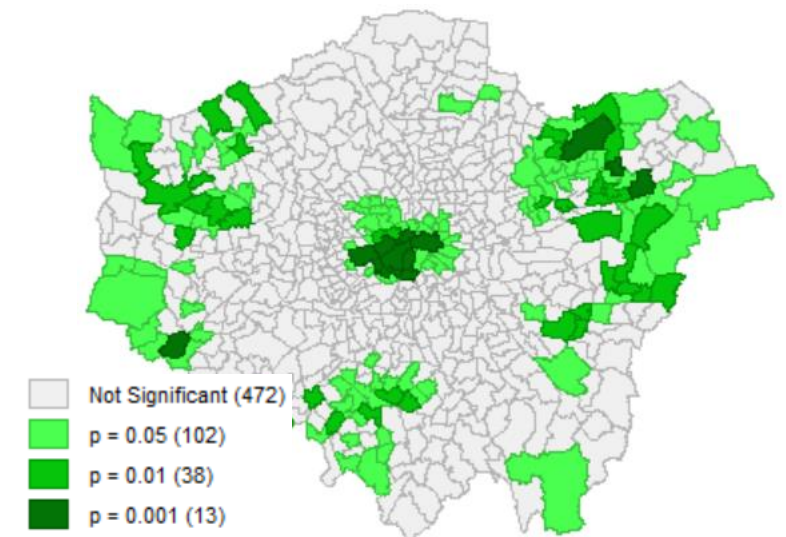 Not Significant (472)
p = 0.05 (102)
p = 0.01 (38)
p = 0.001 (13)